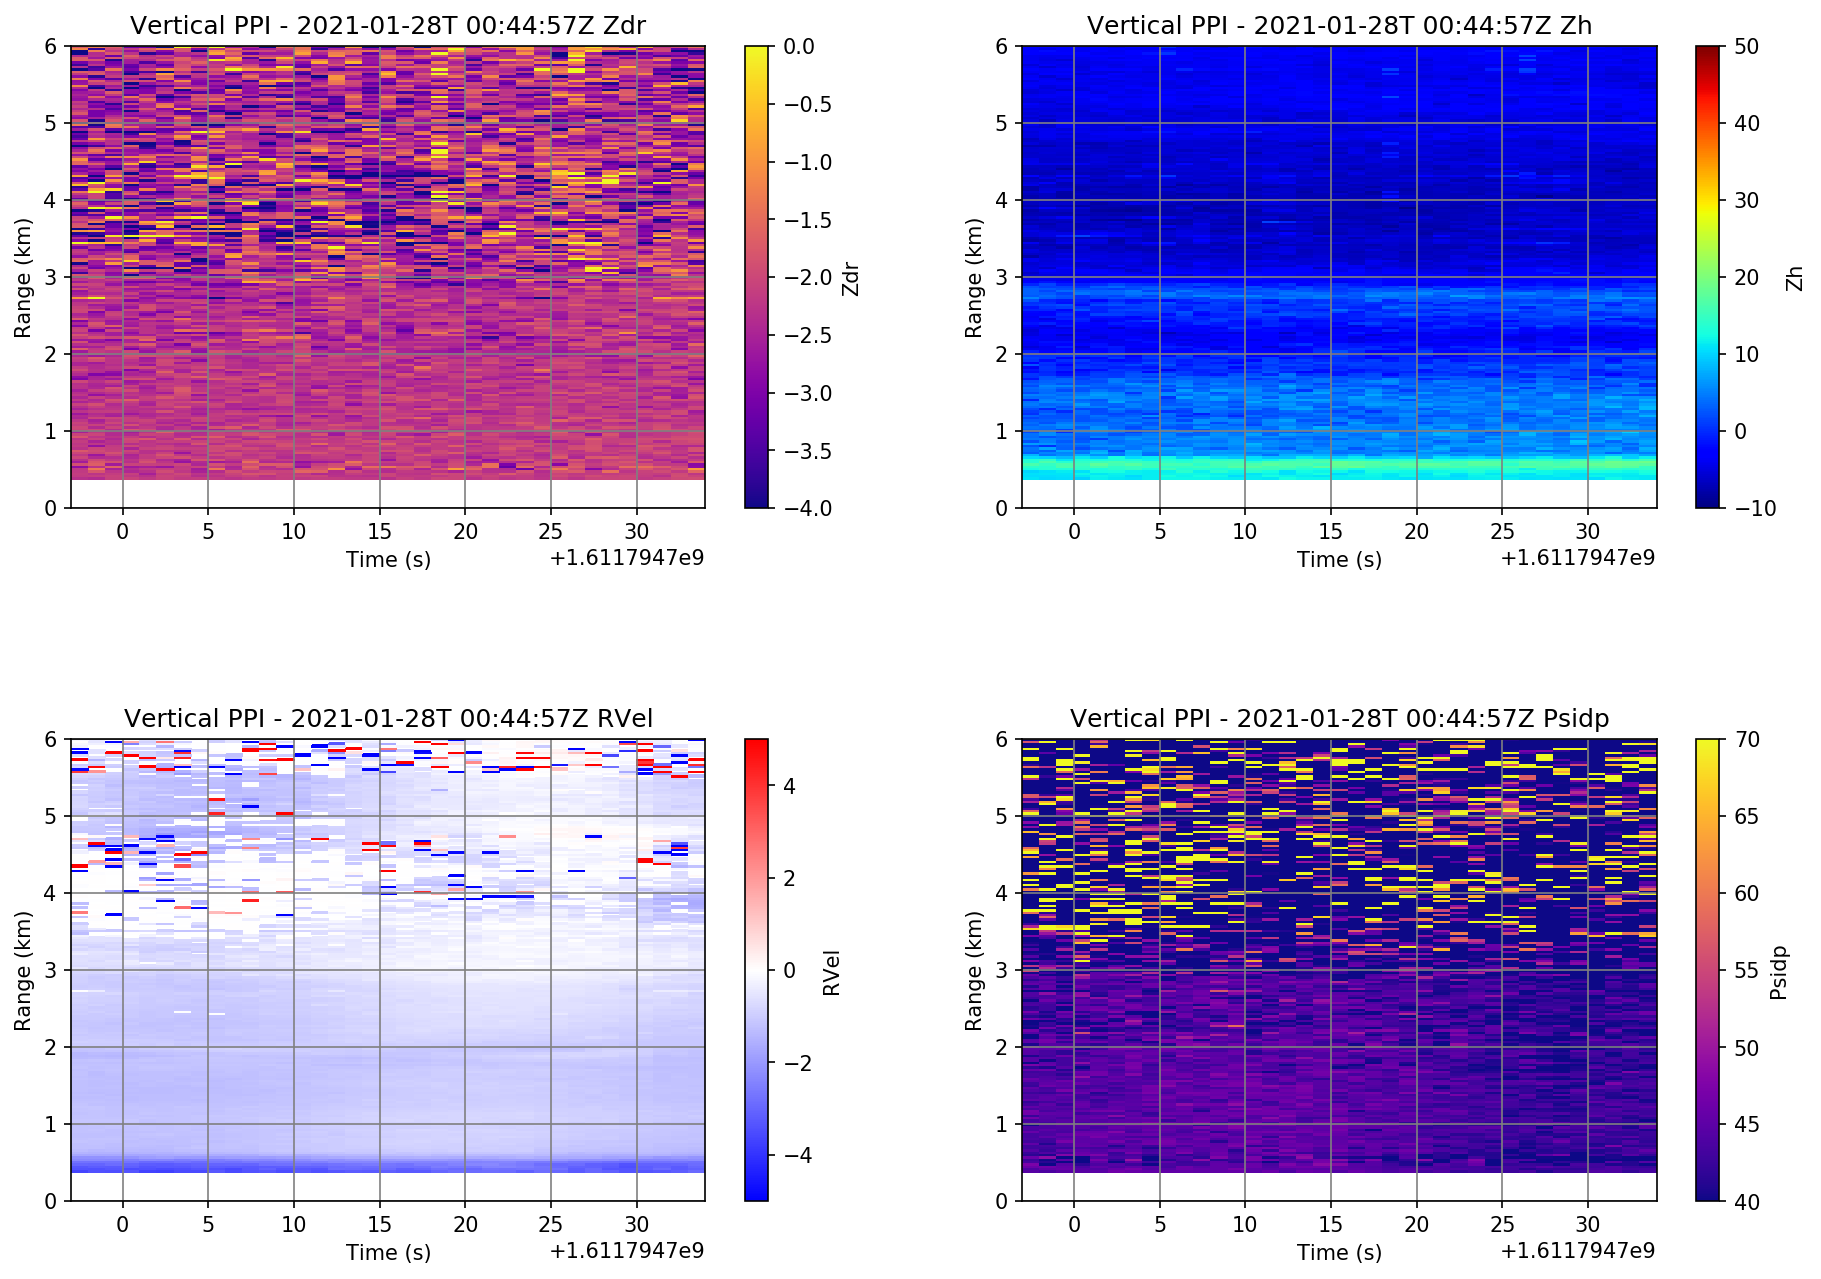 Vertical PPI - 2021-01-28T 00:44:57Z Zdr
6
5
4
3
2
1
0
Range (km)
0 5 10 15 20 25 30
Time (s)
+1.6117947e9
0.0
−0.5
−1.0
−1.5
−2.0
−2.5
−3.0
−3.5
−4.0
Zdr
Vertical PPI - 2021-01-28T 00:44:57Z Zh
6
5
4
3
2
1
0
Range (km)
0 5 10 15 20 25 30
Time (s)
+1.6117947e9
50
40
30
20
10
0
−10
Zh
Vertical PPI - 2021-01-28T 00:44:57Z RVel
6
5
4
3
2
1
0
Range (km)
0 5 10 15 20 25 30
Time (s)
+1.6117947e9
4
2
0
−2
−4
RVel
Vertical PPI - 2021-01-28T 00:44:57Z Psidp
6
5
4
3
2
1
0
Range (km)
0 5 10 15 20 25 30
Time (s)
+1.6117947e9
70
65
60
55
50
45
40
Psidp